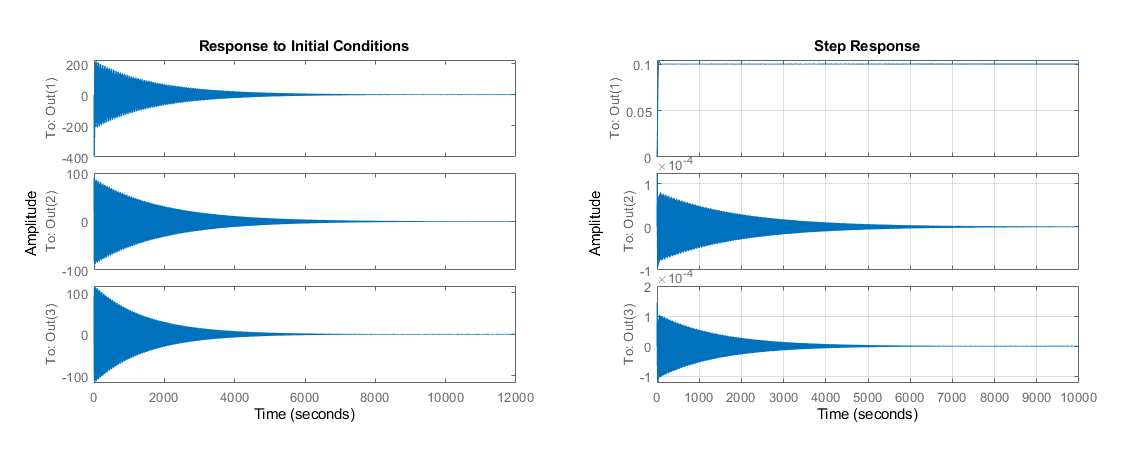 Response to Initial Conditions
200
0
-200
-400
To: Out(1)
100
0
-100
To: Out(2)
Amplitude
100
0
-100
To: Out(3)
0 2000 4000 6000 8000 10000 12000
Time (seconds)
Step Response
0.1
0.05
0
To: Out(1)
×10-4
1
0
-1
To: Out(2)
Amplitude
×10-4
2
1
0
-1
To: Out(3)
0 1000 2000 3000 4000 5000 6000 7000 8000 9000 10000
Time (seconds)